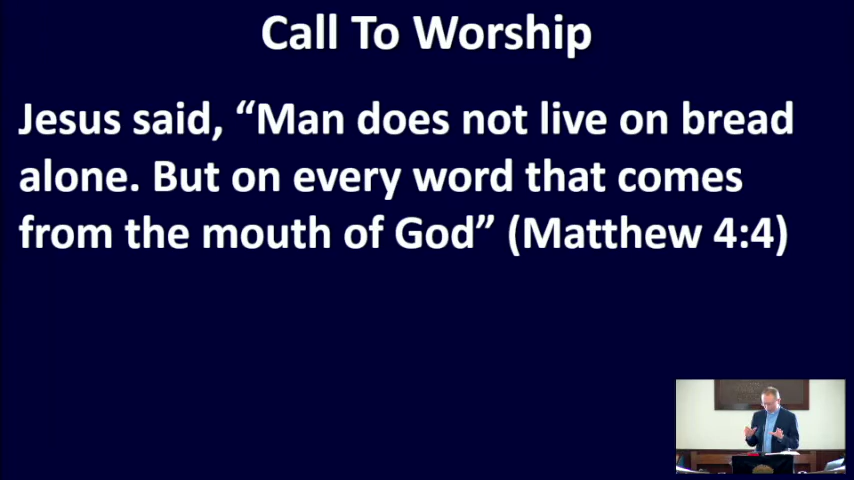 Call To Worship
Jesus said, “Man does not live on bread
alone. But on every word that comes
from the mouth of God” (Matthew 4:4)